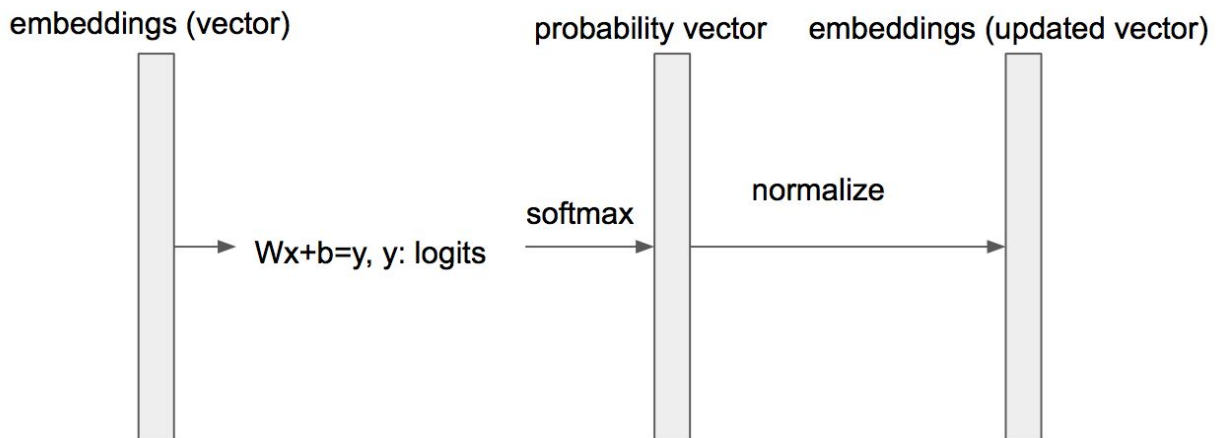 embeddings (vector)
probability vector
embeddings (updated vector)
Wx+b=y, y: logits
softmax
normalize